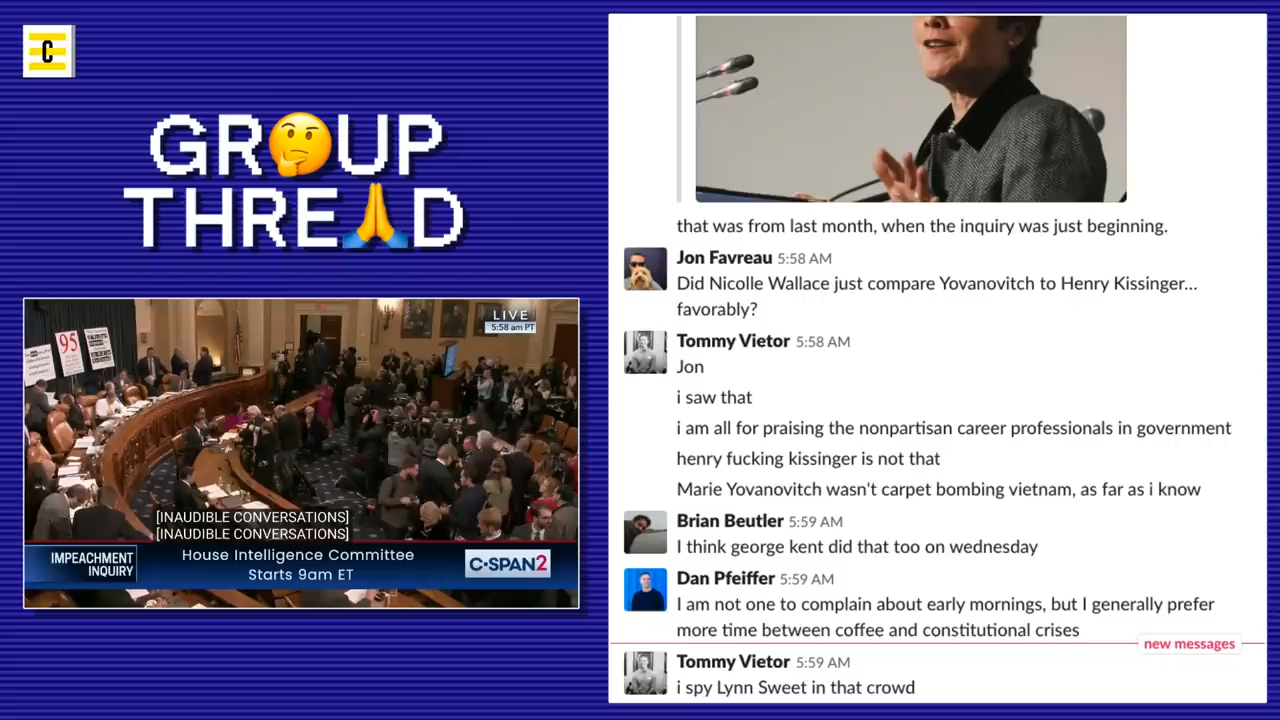 C
GROUP
THREAD
95
LIVE
5:58 am PT
[INAUDIBLE CONVERSATIONS]
[INAUDIBLE CONVERSATIONS]
IMPEACHMENT
INQUIRY
House Intelligence Committee
Starts 9am ET
C-SPAN2
that was from last month, when the inquiry was just beginning.
Jon Favreau 5:58 AM
Did Nicolle Wallace just compare Yovanovitch to Henry Kissinger...
favorably?
Tommy Vietor 5:58 AM
Jon
i saw that
i am all for praising the nonpartisan career professionals in government
henry fucking kissinger is not that
Marie Yovanovitch wasn't carpet bombing vietnam, as far as i know
Brian Beutler 5:59 AM
I think george kent did that too on wednesday
Dan Pfeiffer 5:59 AM
I am not one to complain about early mornings, but I generally prefer
more time between coffee and constitutional crises
new messages
Tommy Vietor 5:59 AM
i spy Lynn Sweet in that crowd